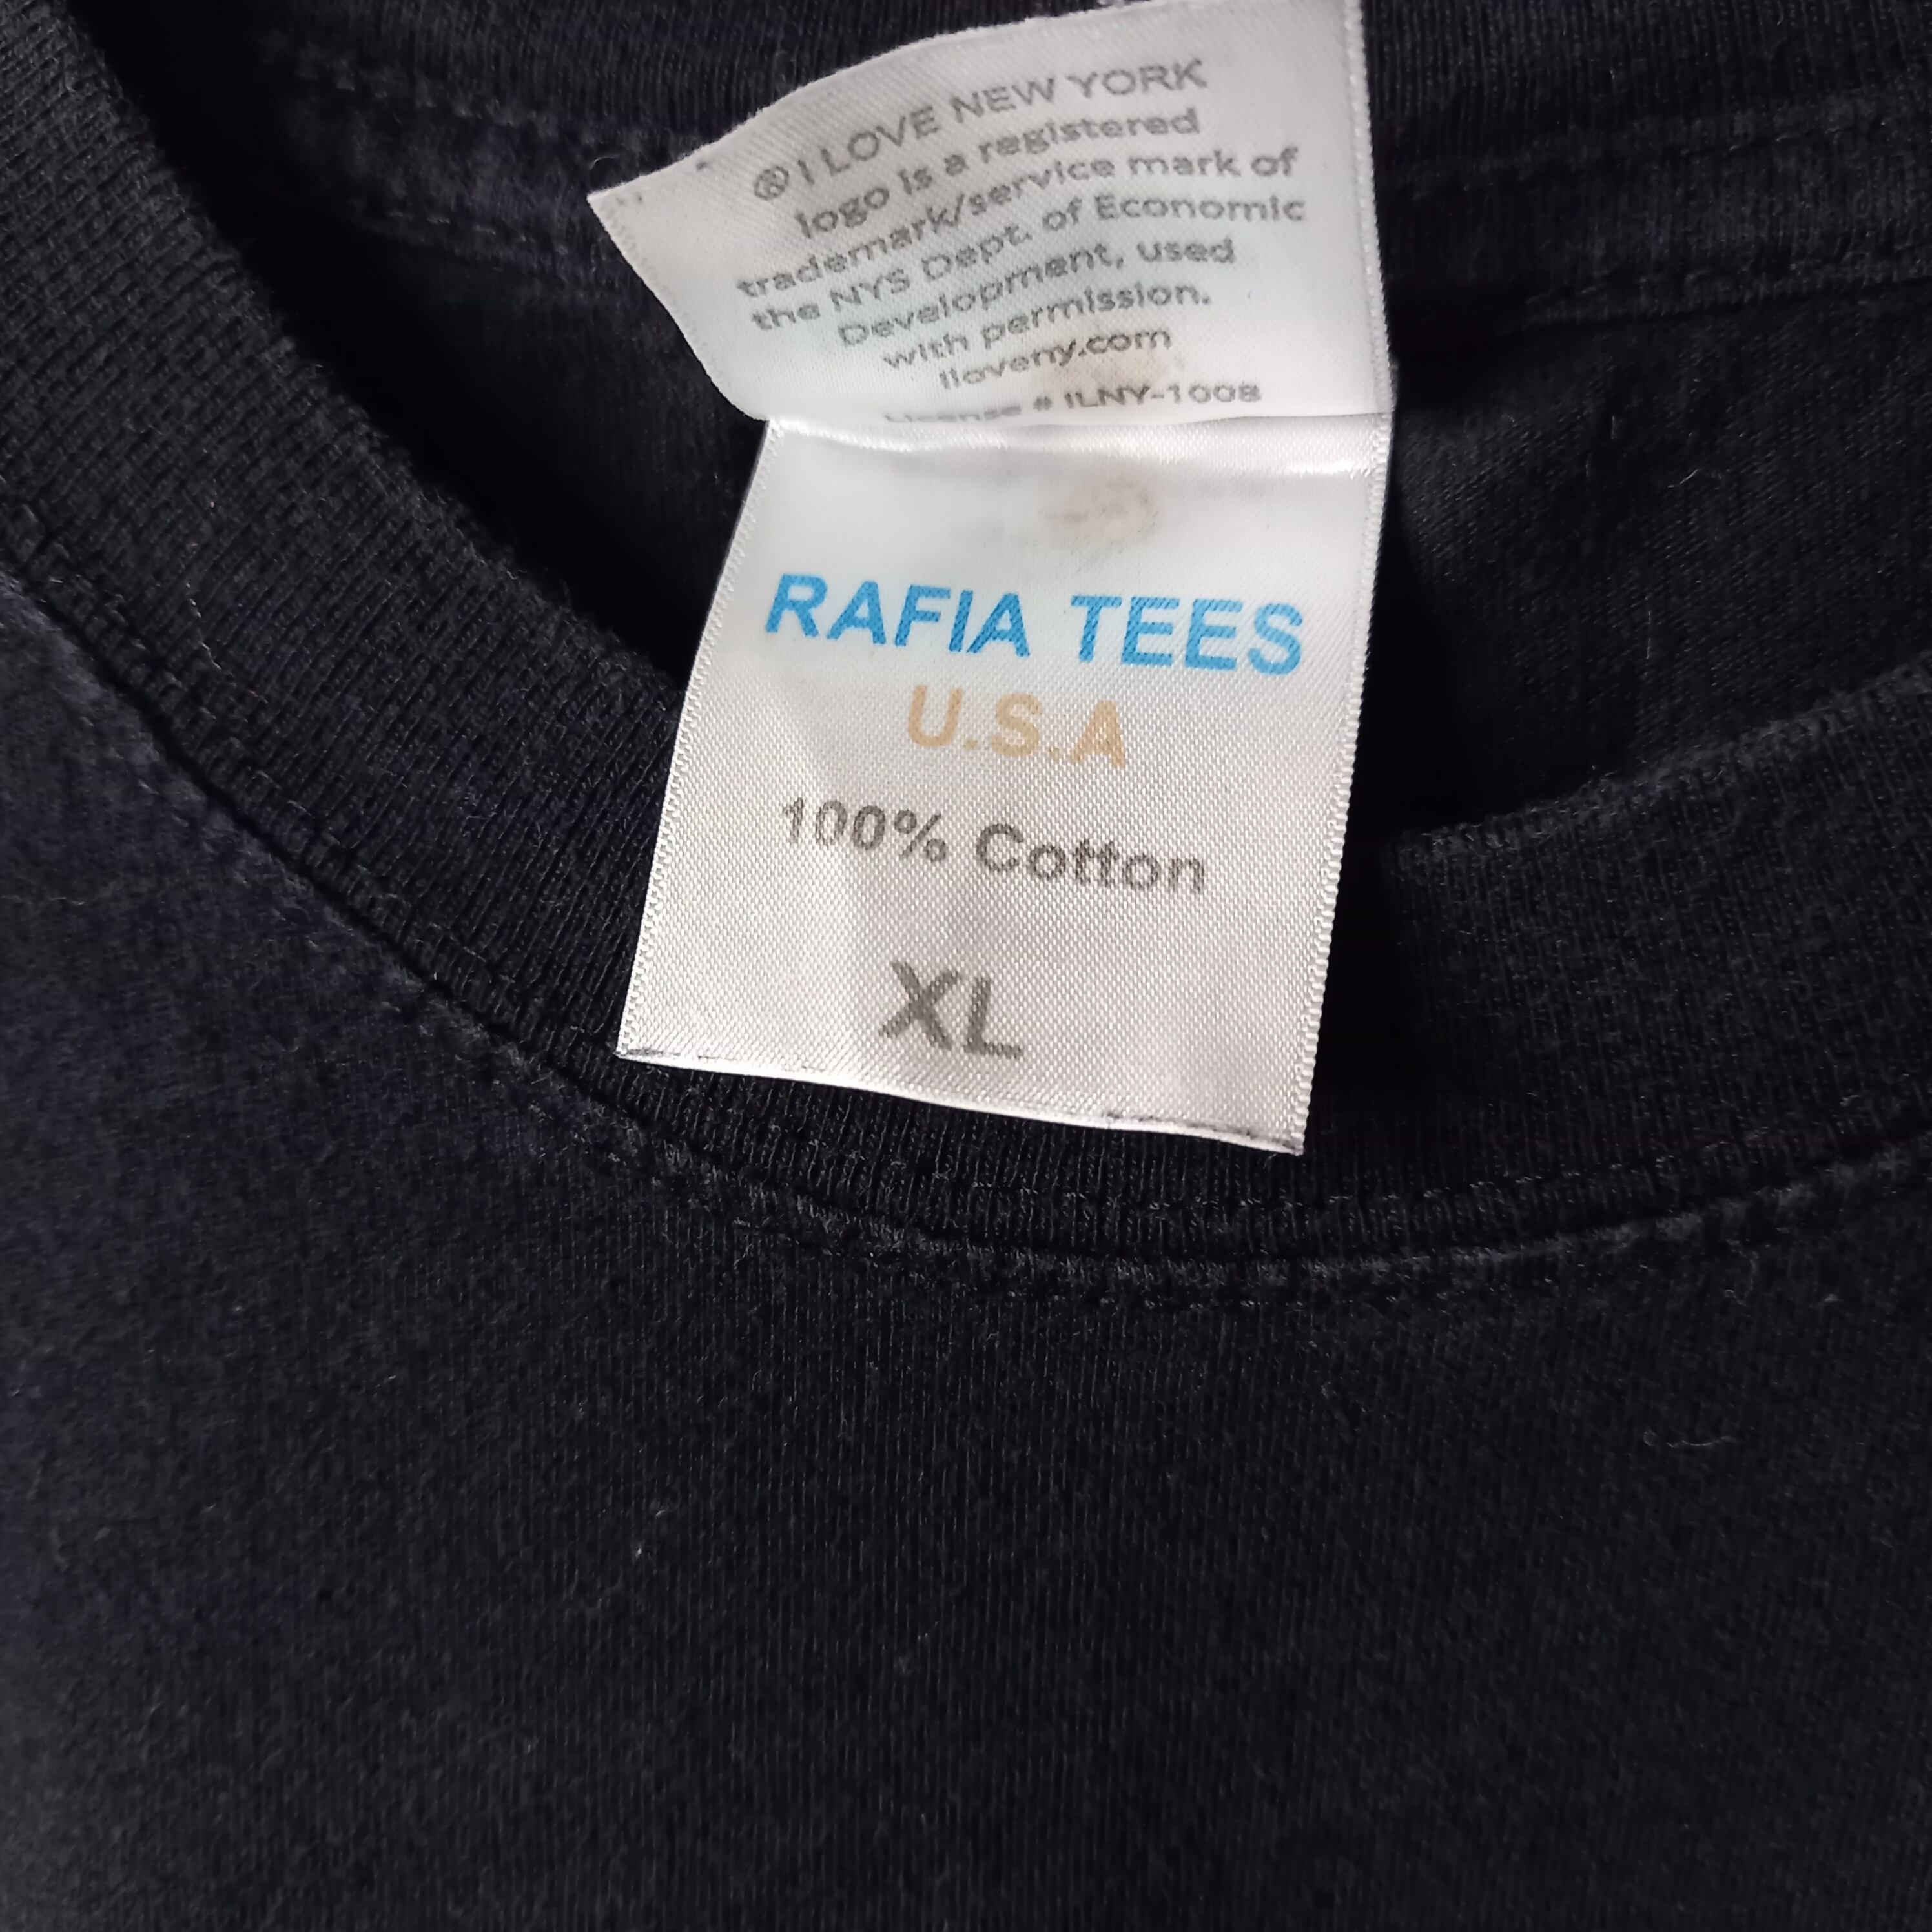 ® I LOVE NEW YORK
logo is a registered
trademark/service mark of
the NYS Dept. of Economic
Development, used
with permission.
iloveny.com
License # ILNY-1008
RAFIA TEES
U.S.A
100% Cotton
XL